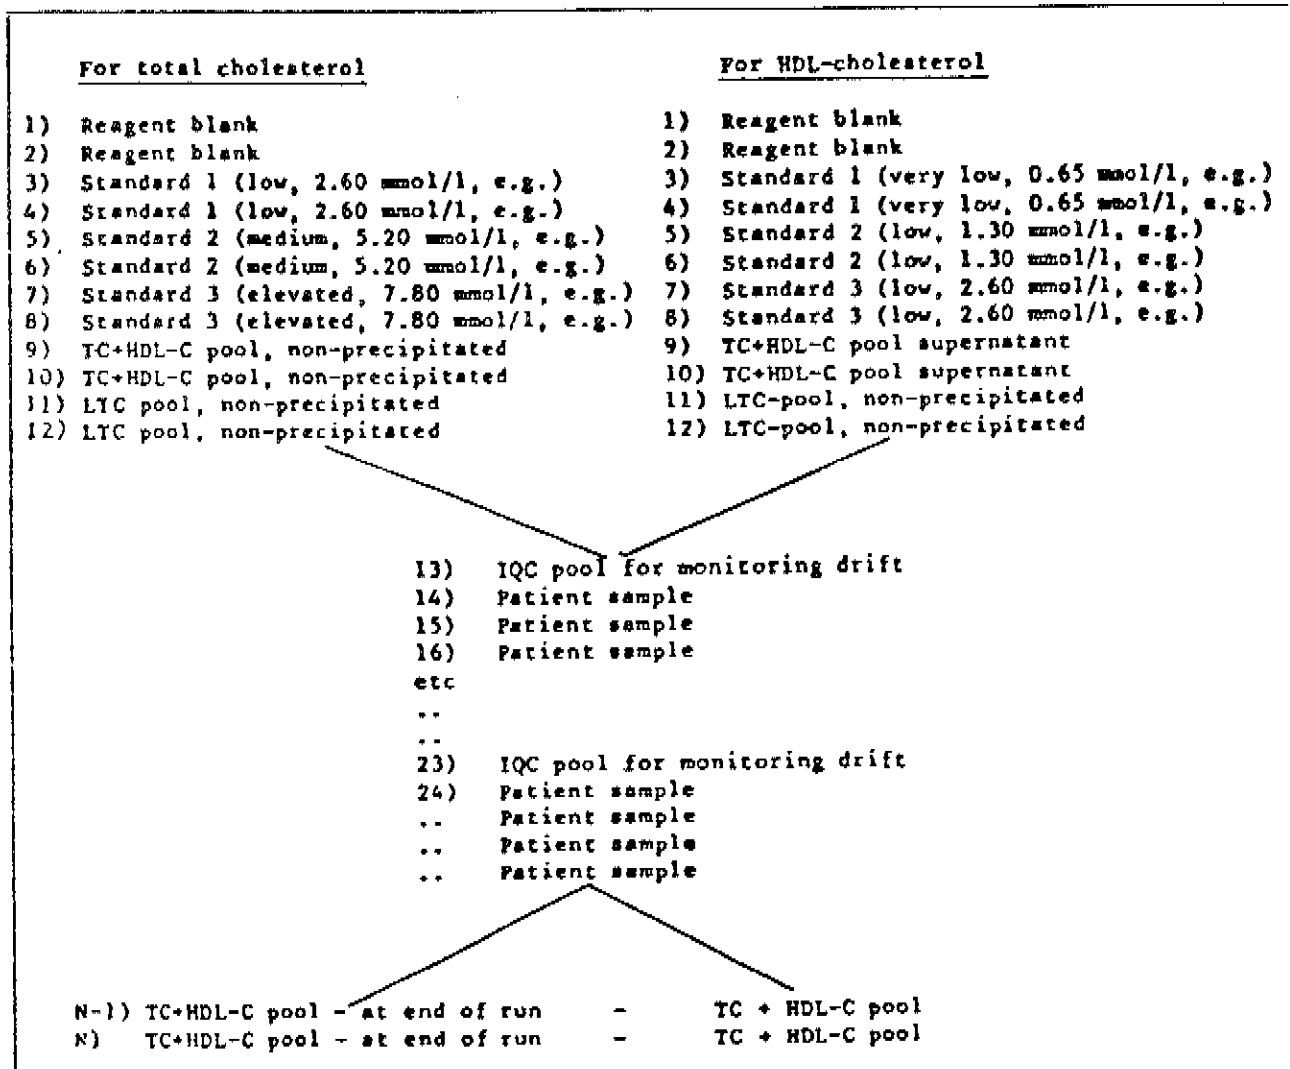 For total cholesterol
1) Reagent blank
2) Reagent blank
3) Standard 1 (low, 2.60 mmol/l, e.g.)
4) Standard 1 (low, 2.60 mmol/l, e.g.)
5) Standard 2 (medium, 5.20 mmol/l, e.g.)
6) Standard 2 (medium, 5.20 mmol/l, e.g.)
7) Standard 3 (elevated, 7.80 mmol/l, e.g.)
8) Standard 3 (elevated, 7.80 mmol/l, e.g.)
9) TC+HDL-C pool, non-precipitated
10) TC+HDL-C pool, non-precipitated
11) LTC pool, non-precipitated
12) LTC pool, non-precipitated
For HDL-cholesterol
1) Reagent blank
2) Reagent blank
3) Standard 1 (very low, 0.65 mmol/l, e.g.)
4) Standard 1 (very low, 0.65 mmol/l, e.g.)
5) Standard 2 (low, 1.30 mmol/l, e.g.)
6) Standard 2 (low, 1.30 mmol/l, e.g.)
7) Standard 3 (low, 2.60 mmol/l, e.g.)
8) Standard 3 (low, 2.60 mmol/l, e.g.)
9) TC+HDL-C pool supernatant
10) TC+HDL-C pool supernatant
11) LTC-pool, non-precipitated
12) LTC-pool, non-precipitated
13) IQC pool for monitoring drift
14) Patient sample
15) Patient sample
16) Patient sample
etc
..
..
23) IQC pool for monitoring drift
24) Patient sample
.. Patient sample
.. Patient sample
.. Patient sample
N-1) TC+HDL-C pool - at end of run - TC + HDL-C pool
N) TC+HDL-C pool - at end of run - TC + HDL-C pool